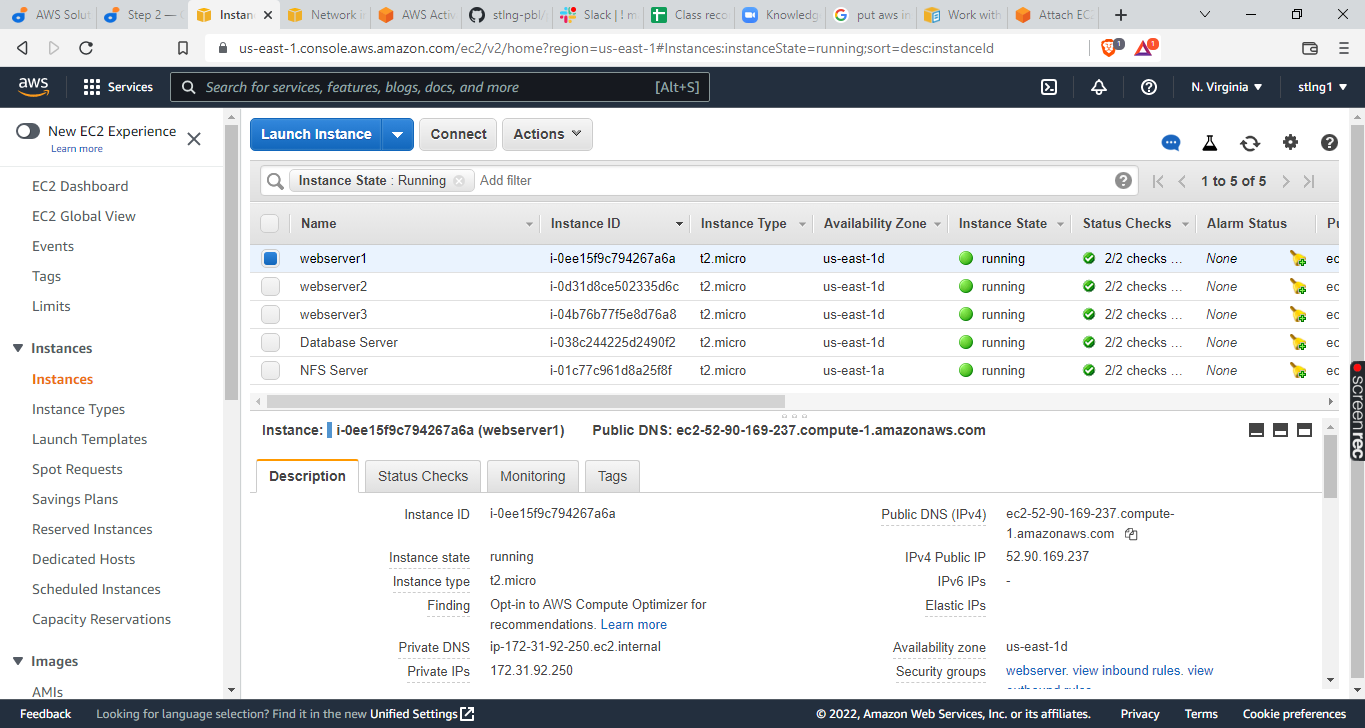 AWS Solut
Step 2 —
Instan
Network i
AWS Activ
stlng-pbl/
Slack | ! m
Class reco
Knowledg
put aws in
Work with
Attach EC
us-east-1.console.aws.amazon.com/ec2/v2/home?region=us-east-1#Instances:instanceState=running;sort=desc:instanceId
1
1
aws
Services
Search for services, features, blogs, docs, and more
[Alt+S]
N. Virginia
stlng1
New EC2 Experience
Learn more
EC2 Dashboard
EC2 Global View
Events
Tags
Limits
Instances
Instances
Instance Types
Launch Templates
Spot Requests
Savings Plans
Reserved Instances
Dedicated Hosts
Scheduled Instances
Capacity Reservations
Images
AMIs
Launch Instance
Connect
Actions
Instance State : Running
Add filter
1 to 5 of 5
Name Instance ID Instance Type Availability Zone Instance State Status Checks Alarm Status Pu
webserver1 i-0ee15f9c794267a6a t2.micro us-east-1d running 2/2 checks ... None ec
webserver2 i-0d31d8ce502335d6c t2.micro us-east-1d running 2/2 checks ... None ec
webserver3 i-04b76b77f5e8d76a8 t2.micro us-east-1d running 2/2 checks ... None ec
Database Server i-038c244225d2490f2 t2.micro us-east-1d running 2/2 checks ... None ec
NFS Server i-01c77c961d8a25f8f t2.micro us-east-1a running 2/2 checks ... None ec
Instance: i-0ee15f9c794267a6a (webserver1) Public DNS: ec2-52-90-169-237.compute-1.amazonaws.com
Description
Status Checks
Monitoring
Tags
Instance ID i-0ee15f9c794267a6a
Instance state running
Instance type t2.micro
Finding Opt-in to AWS Compute Optimizer for
recommendations. Learn more
Private DNS ip-172-31-92-250.ec2.internal
Private IPs 172.31.92.250
Public DNS (IPv4) ec2-52-90-169-237.compute-
1.amazonaws.com
IPv4 Public IP 52.90.169.237
IPv6 IPs -
Elastic IPs
Availability zone us-east-1d
Security groups webserver. view inbound rules. view
outbound rules
screenrec
Feedback
Looking for language selection? Find it in the new Unified Settings
© 2022, Amazon Web Services, Inc. or its affiliates.
Privacy
Terms
Cookie preferences